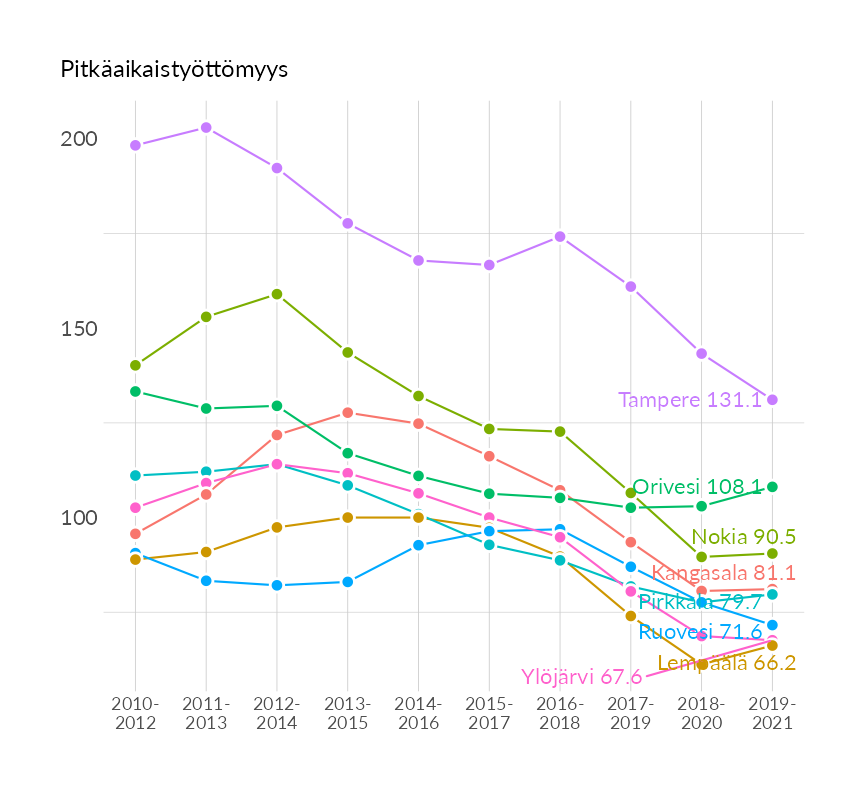 Pitkäaikaistyöttömyys
200
150
100
Tampere 131.1
Orivesi 108.1
Nokia 90.5
Kangasala 81.1
Pirkkala 79.7
Ruovesi 71.6
Lempäälä 66.2
Ylöjärvi 67.6
2010- 2011- 2012- 2013- 2014- 2015- 2016- 2017- 2018- 2019-
2012 2013 2014 2015 2016 2017 2018 2019 2020 2021